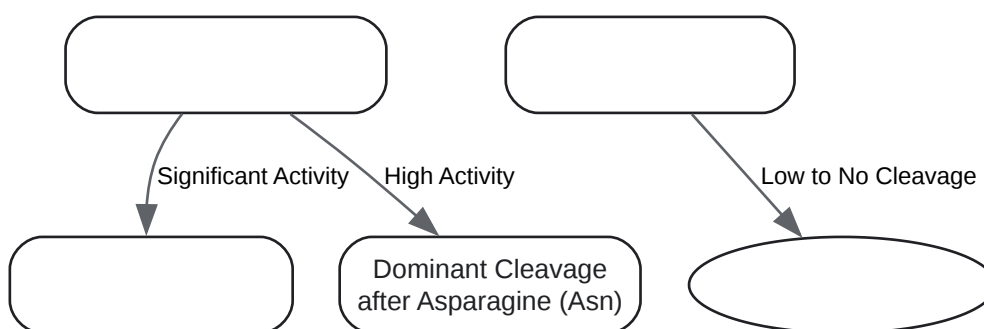 Significant Activity
High Activity
Low to No Cleavage
Dominant Cleavage
after Asparagine (Asn)